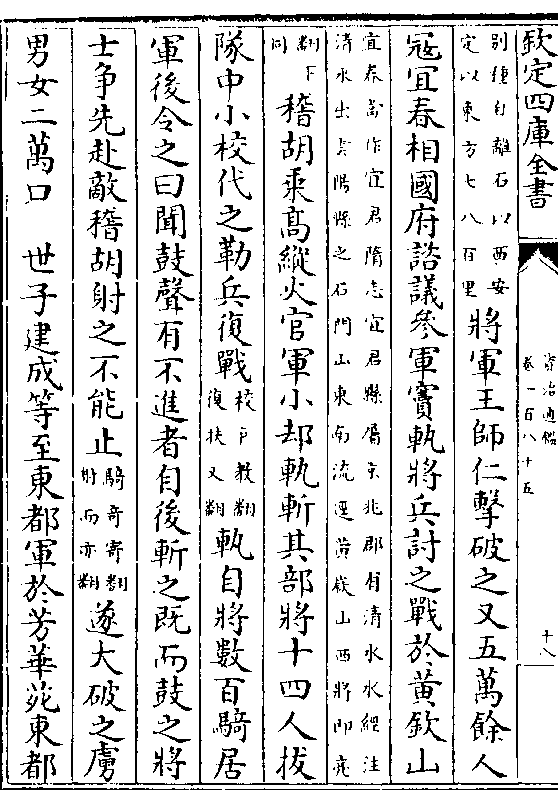 欽定四庫全書
資治通鑑
卷一百八十五
十八
別種自離石以西安
定以東方七八百里
將軍王師仁擊破之又五萬餘人
冦宜春相國府諮議參軍竇軌將兵討之戰於黃欽山
宜春當作宜君隋志宜君縣屬京兆郡有清水水經注
清水出雲陽縣之石門山東南流逕黃嶔山西將即亮
翻下
同
稽胡乘高縱火官軍小却軌斬其部將十四人拔
隊中小校代之勒兵復戰
校戶教翻
復扶又翻
軌自將數百騎居
軍後令之曰聞鼓聲有不進者自後斬之既而鼓之將
士争先赴敵稽胡射之不能止
騎奇寄翻
射而亦翻
遂大破之虜
男女二萬口 世子建成等至東都軍於芳華苑東都